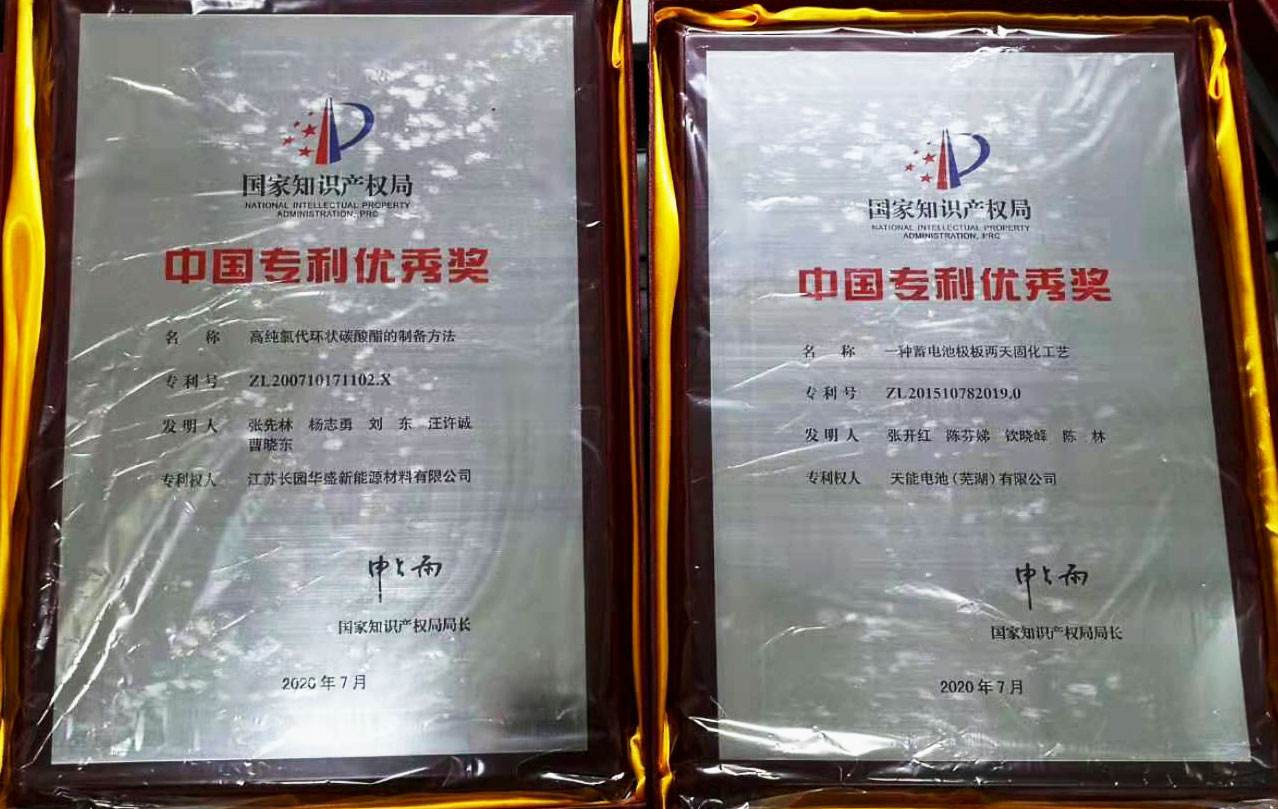 国家知识产权局
NATIONAL INTELLECTUAL PROPERTY
ADMINISTRATION, PRC
中国专利优秀奖
名 称 高纯氯代环状碳酸酯的制备方法
专利号 ZL200710171102.X
发明人 张先林 杨志勇 刘 东 汪许诚
曹晓东
专利权人 江苏长园华盛新能源材料有限公司
申长雨
国家知识产权局局长
2020年7月
国家知识产权局
NATIONAL INTELLECTUAL PROPERTY
ADMINISTRATION, PRC
中国专利优秀奖
名 称 一种蓄电池极板两天固化工艺
专利号 ZL201510782019.0
发明人 张开红 陈芬娣 钦晓峰 陈 林
专利权人 天能电池(芜湖)有限公司
申长雨
国家知识产权局局长
2020年7月